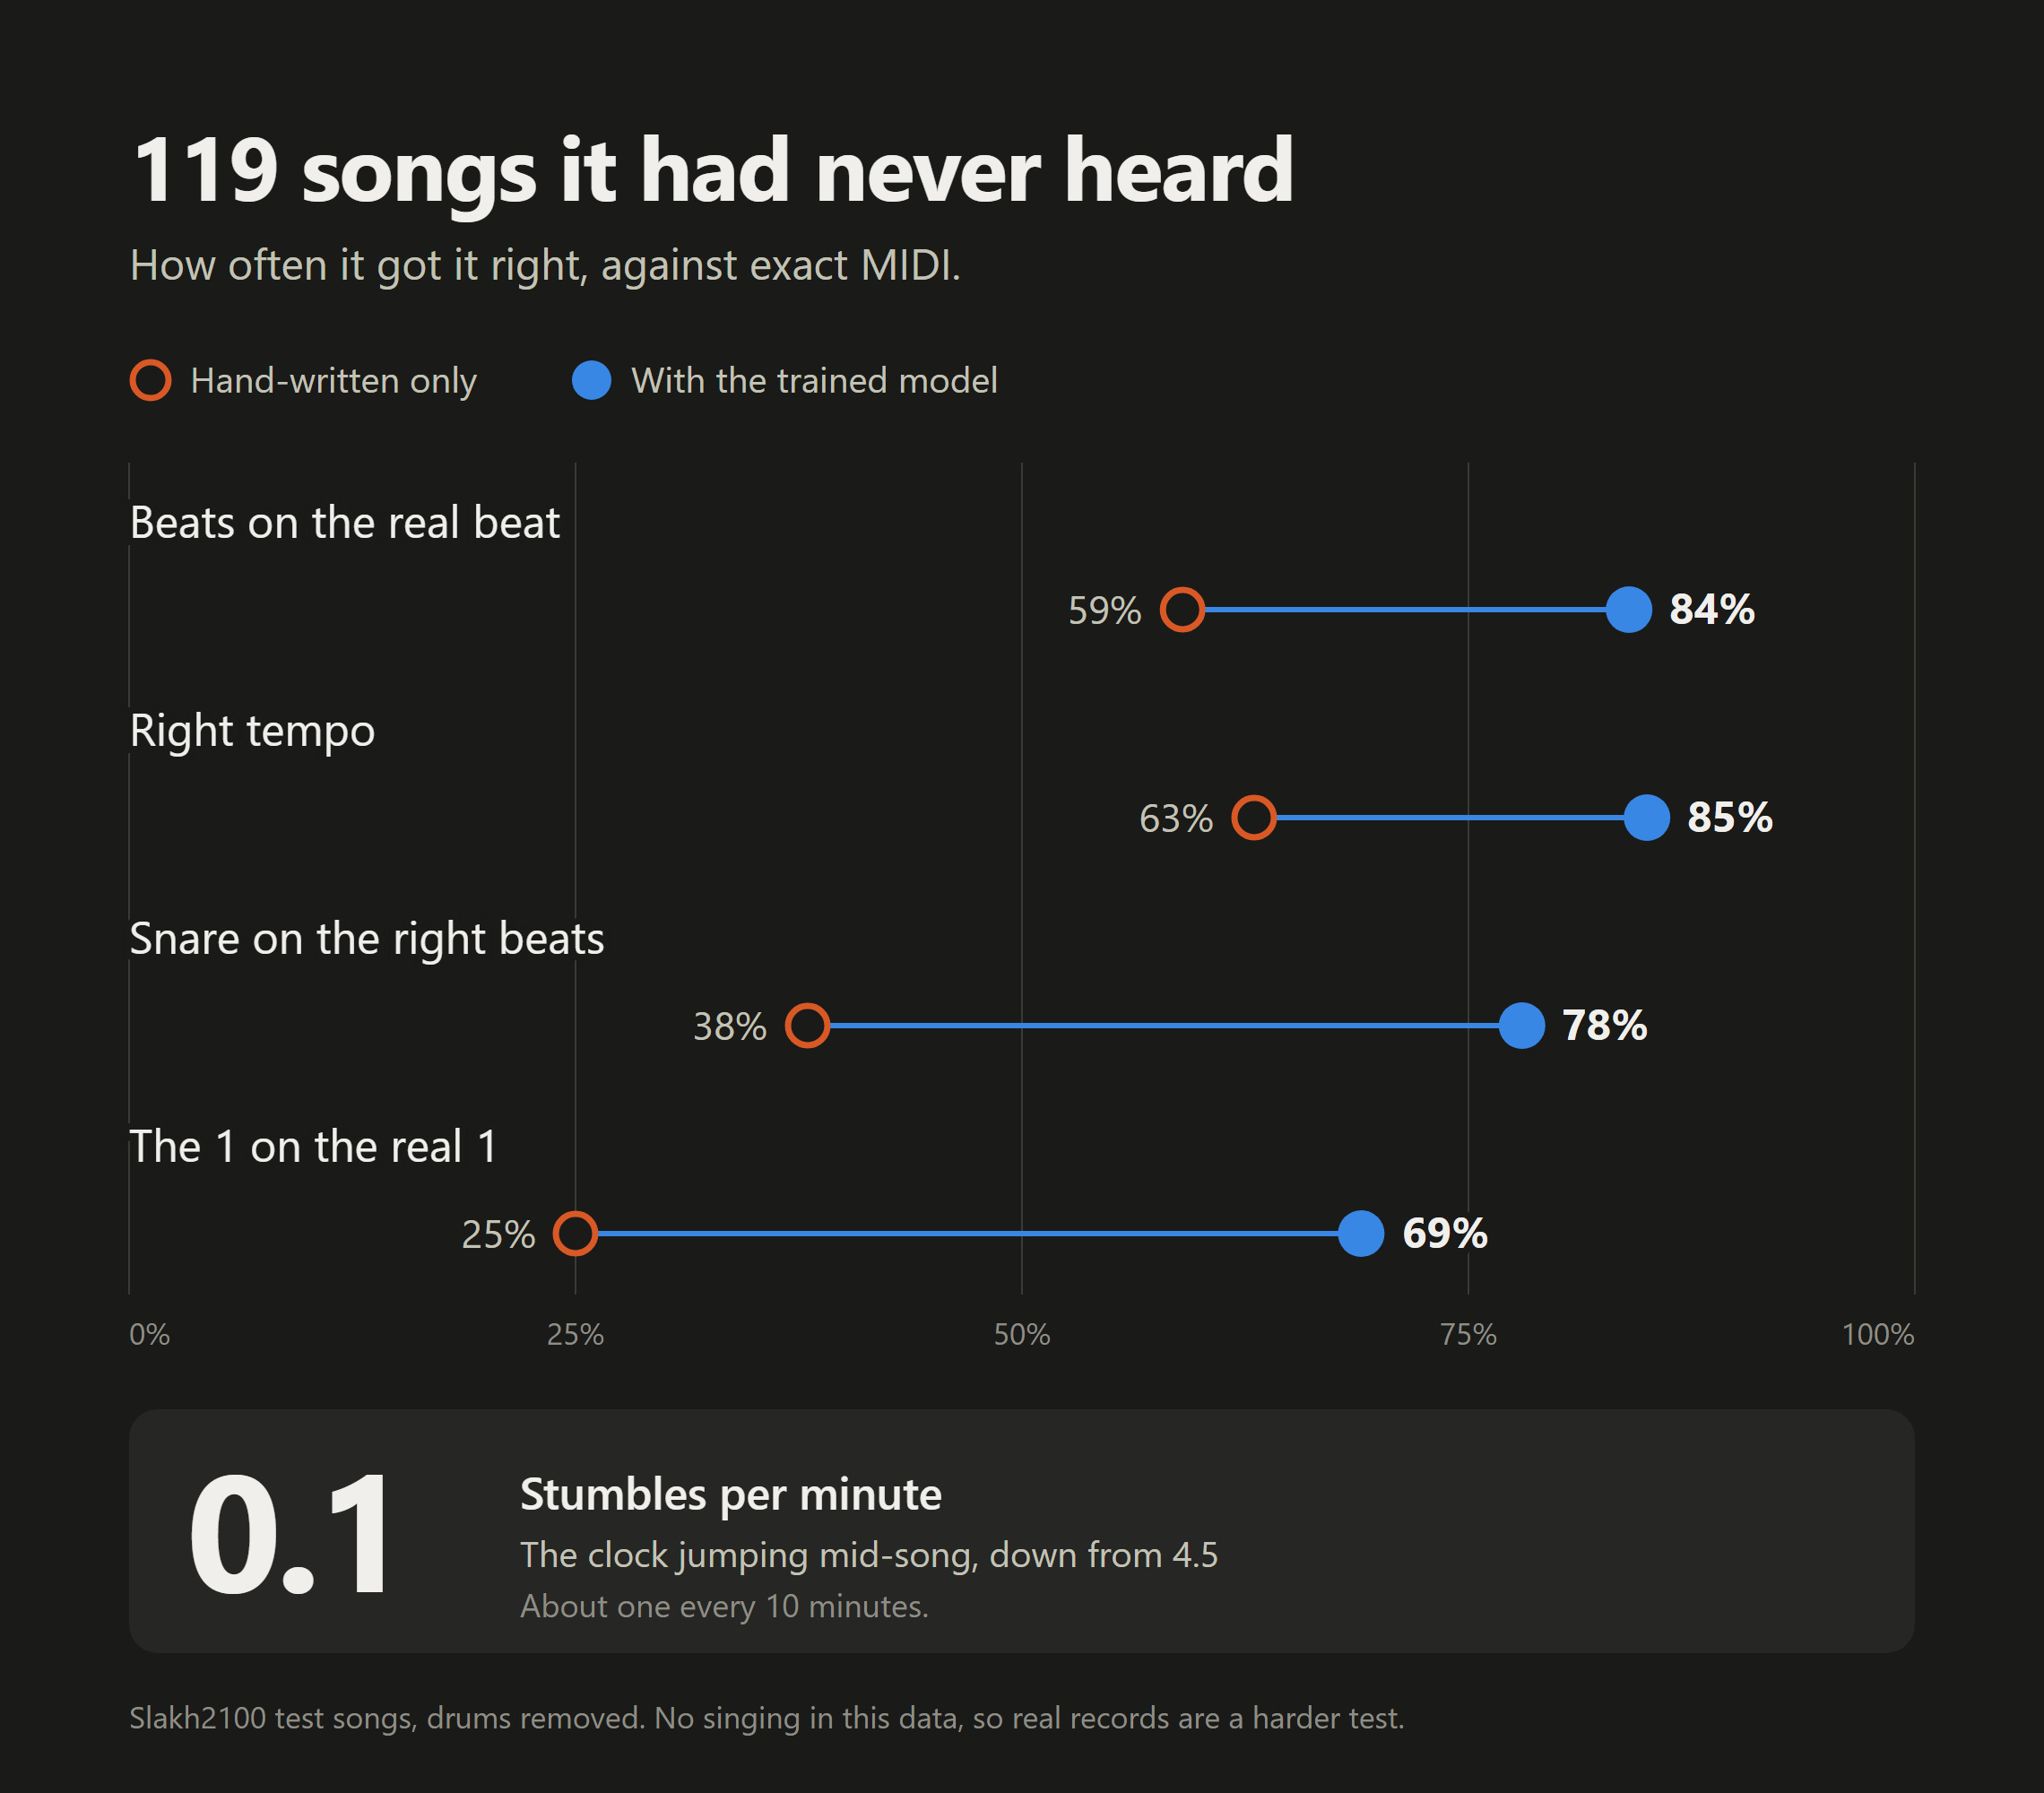 119 songs it had never heard
How often it got it right, against exact MIDI.
Hand-written only
With the trained model
Beats on the real beat
59%
84%
Right tempo
63%
85%
Snare on the right beats
38%
78%
The 1 on the real 1
25%
69%
0%
25%
50%
75%
100%
0.1
Stumbles per minute
The clock jumping mid-song, down from 4.5
About one every 10 minutes.
Slakh2100 test songs, drums removed. No singing in this data, so real records are a harder test.